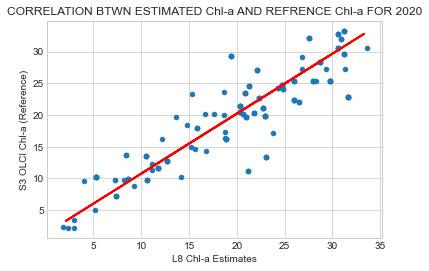 CORRELATION BTWN ESTIMATED Chl-a AND REFRENCE Chl-a FOR 2020
S3 OLCI Chl-a (Reference)
30
25
20
15
10
5
5 10 15 20 25 30 35
L8 Chl-a Estimates